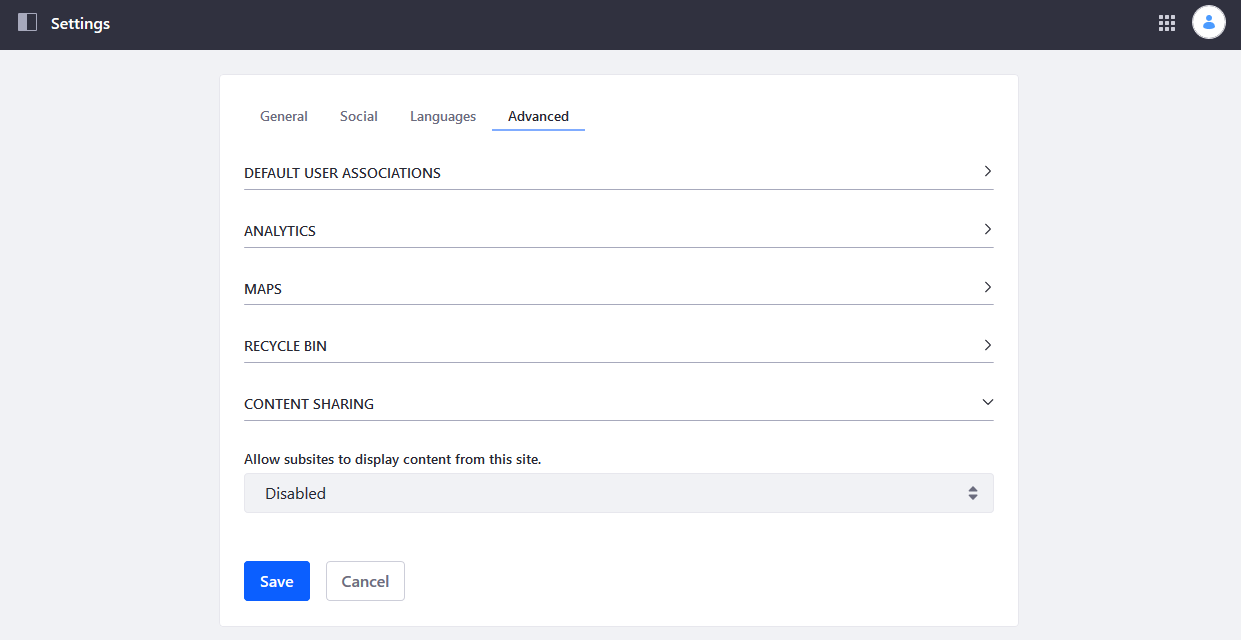 Settings
General Social Languages Advanced
DEFAULT USER ASSOCIATIONS
ANALYTICS
MAPS
RECYCLE BIN
CONTENT SHARING
Allow subsites to display content from this site.
Disabled
Save Cancel